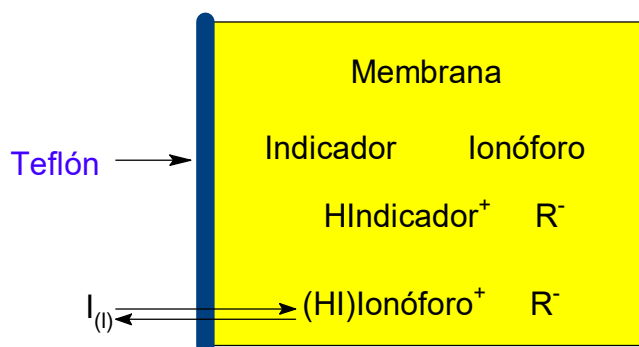 Membrana
Indicador Ionóforo
Teflón
HIndicador⁺ R⁻
I(l) (HI)Ionóforo⁺ R⁻